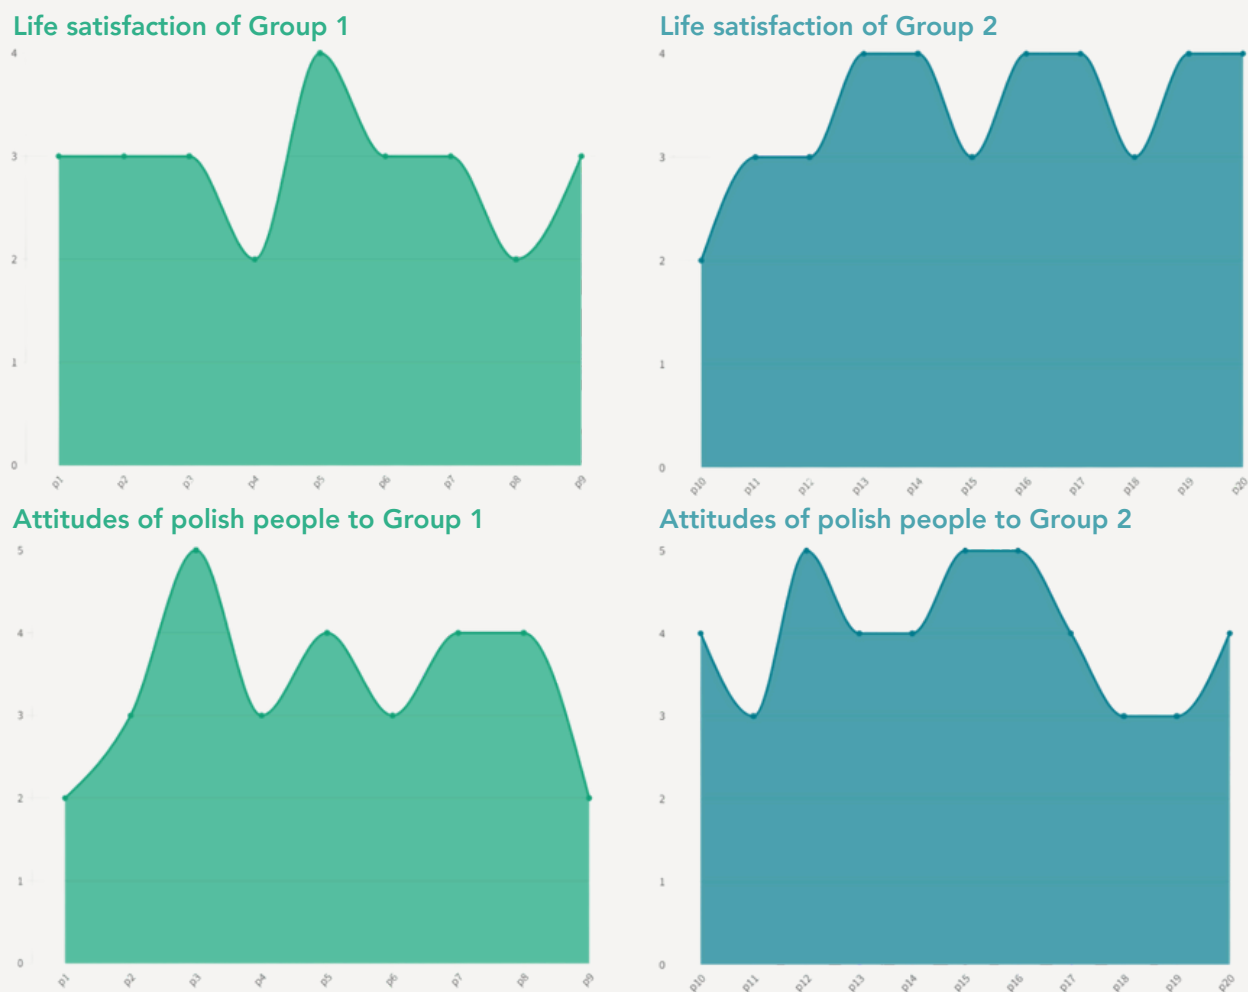 Life satisfaction of Group 1
4
3
2
1
0
p1 p2 p3 p4 p5 p6 p7 p8 p9
Life satisfaction of Group 2
4
3
2
1
0
p10 p11 p12 p13 p14 p15 p16 p17 p18 p19 p20
Attitudes of polish people to Group 1
5
4
3
2
1
0
p1 p2 p3 p4 p5 p6 p7 p8 p9
Attitudes of polish people to Group 2
5
4
3
2
1
0
p10 p11 p12 p13 p14 p15 p16 p17 p18 p19 p20